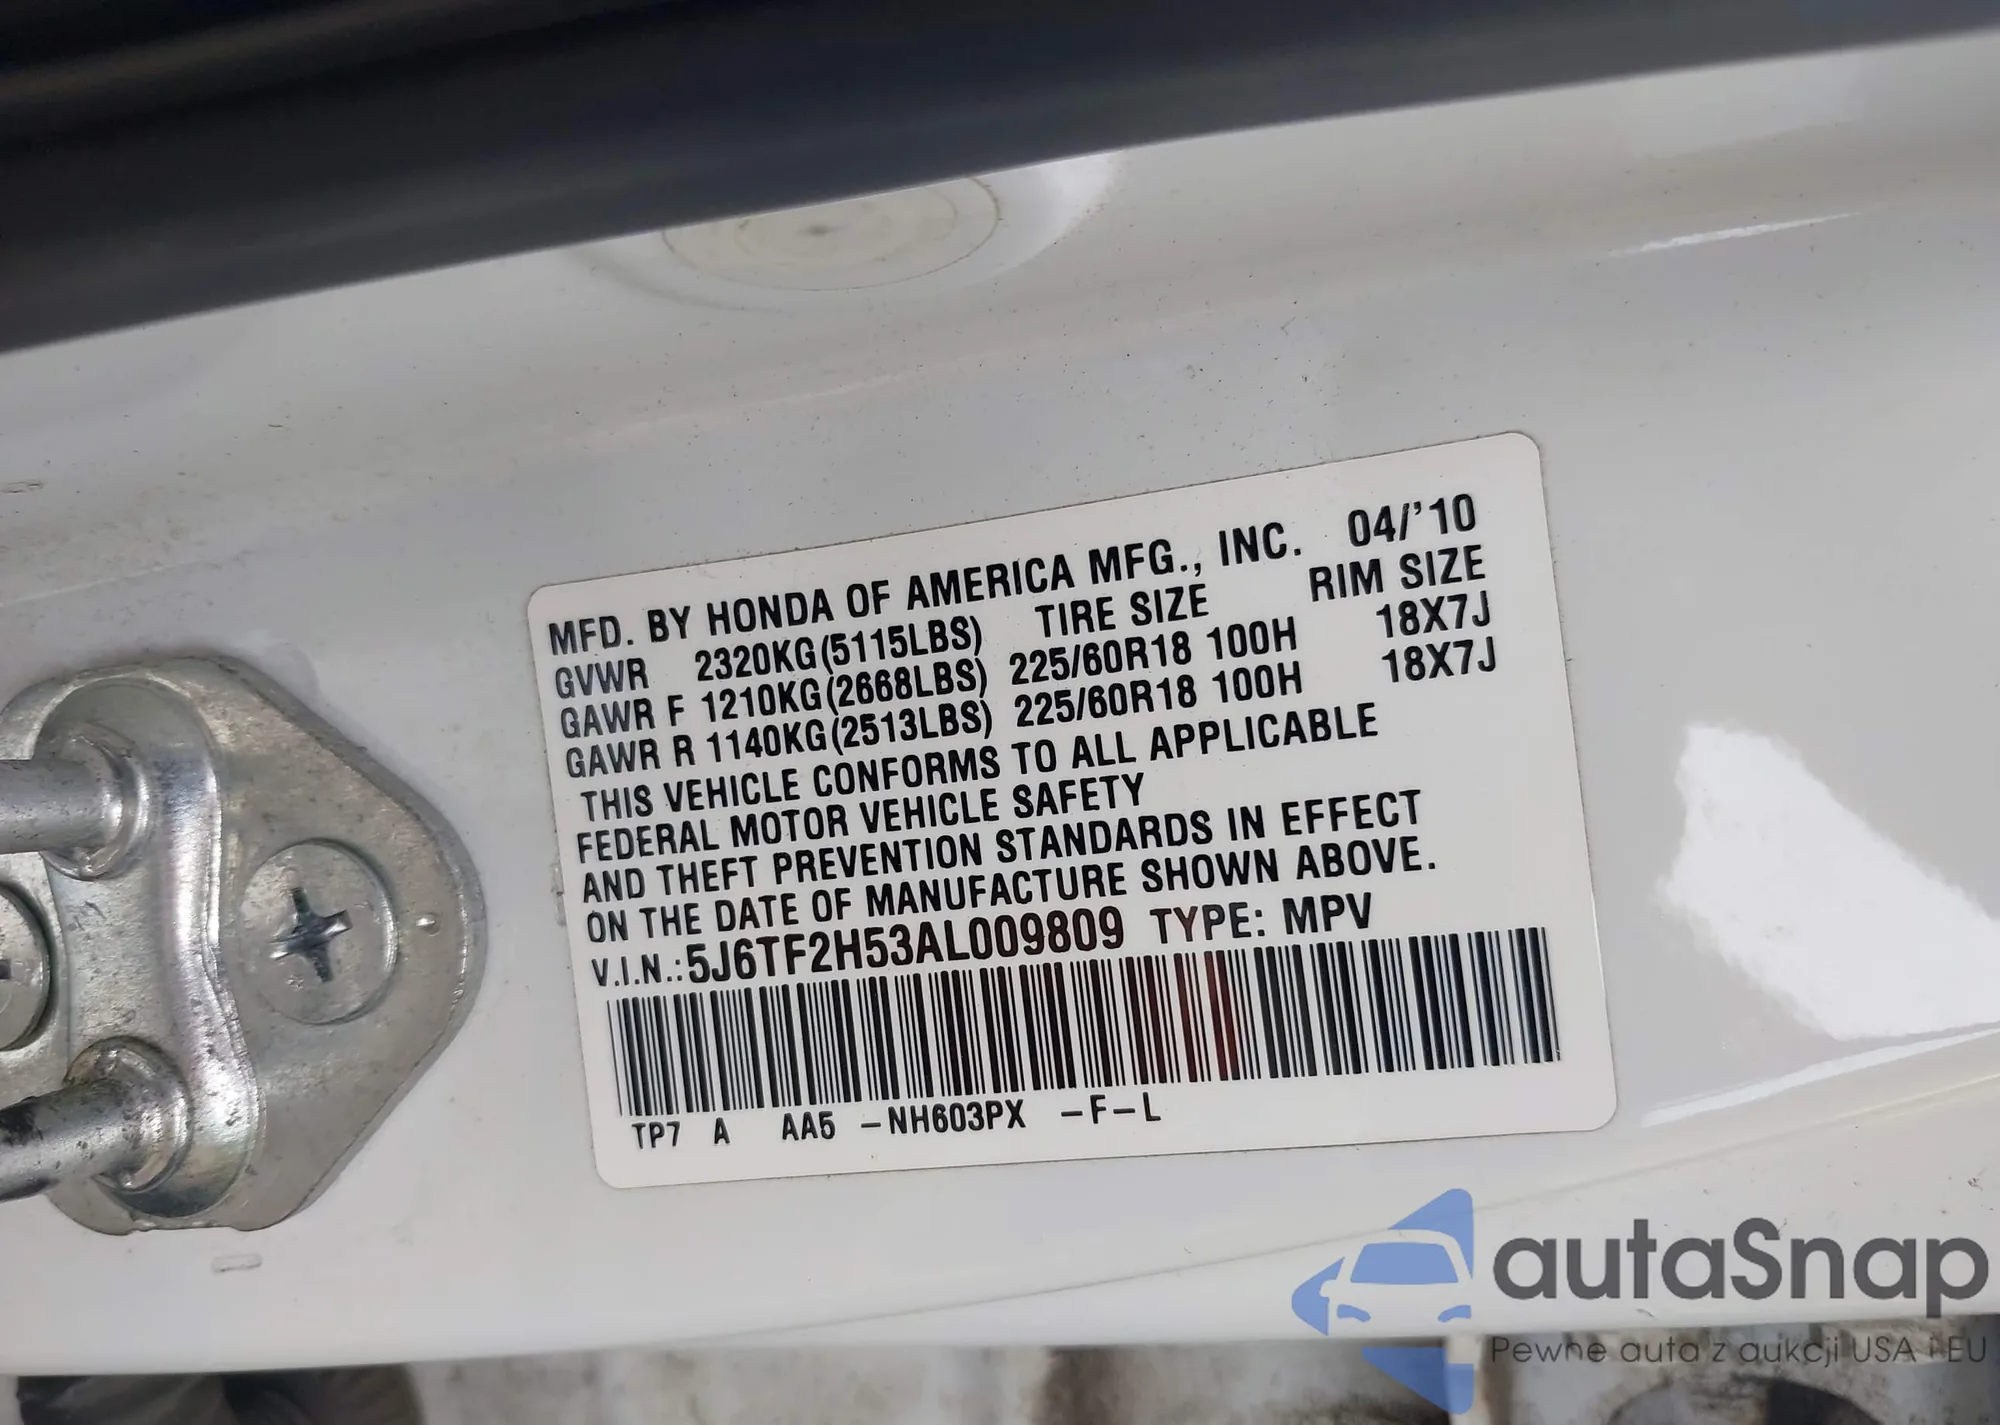 MFD. BY HONDA OF AMERICA MFG., INC. 04/'10
GVWR 2320KG(5115LBS) TIRE SIZE RIM SIZE
GAWR F 1210KG(2668LBS) 225/60R18 100H 18X7J
GAWR R 1140KG(2513LBS) 225/60R18 100H 18X7J
THIS VEHICLE CONFORMS TO ALL APPLICABLE
FEDERAL MOTOR VEHICLE SAFETY
AND THEFT PREVENTION STANDARDS IN EFFECT
ON THE DATE OF MANUFACTURE SHOWN ABOVE.
V.I.N.:5J6TF2H53AL009809 TYPE: MPV
TP7 A AA5 -NH603PX -F-L
autaSnap
Pewne auta z aukcji USA i EU